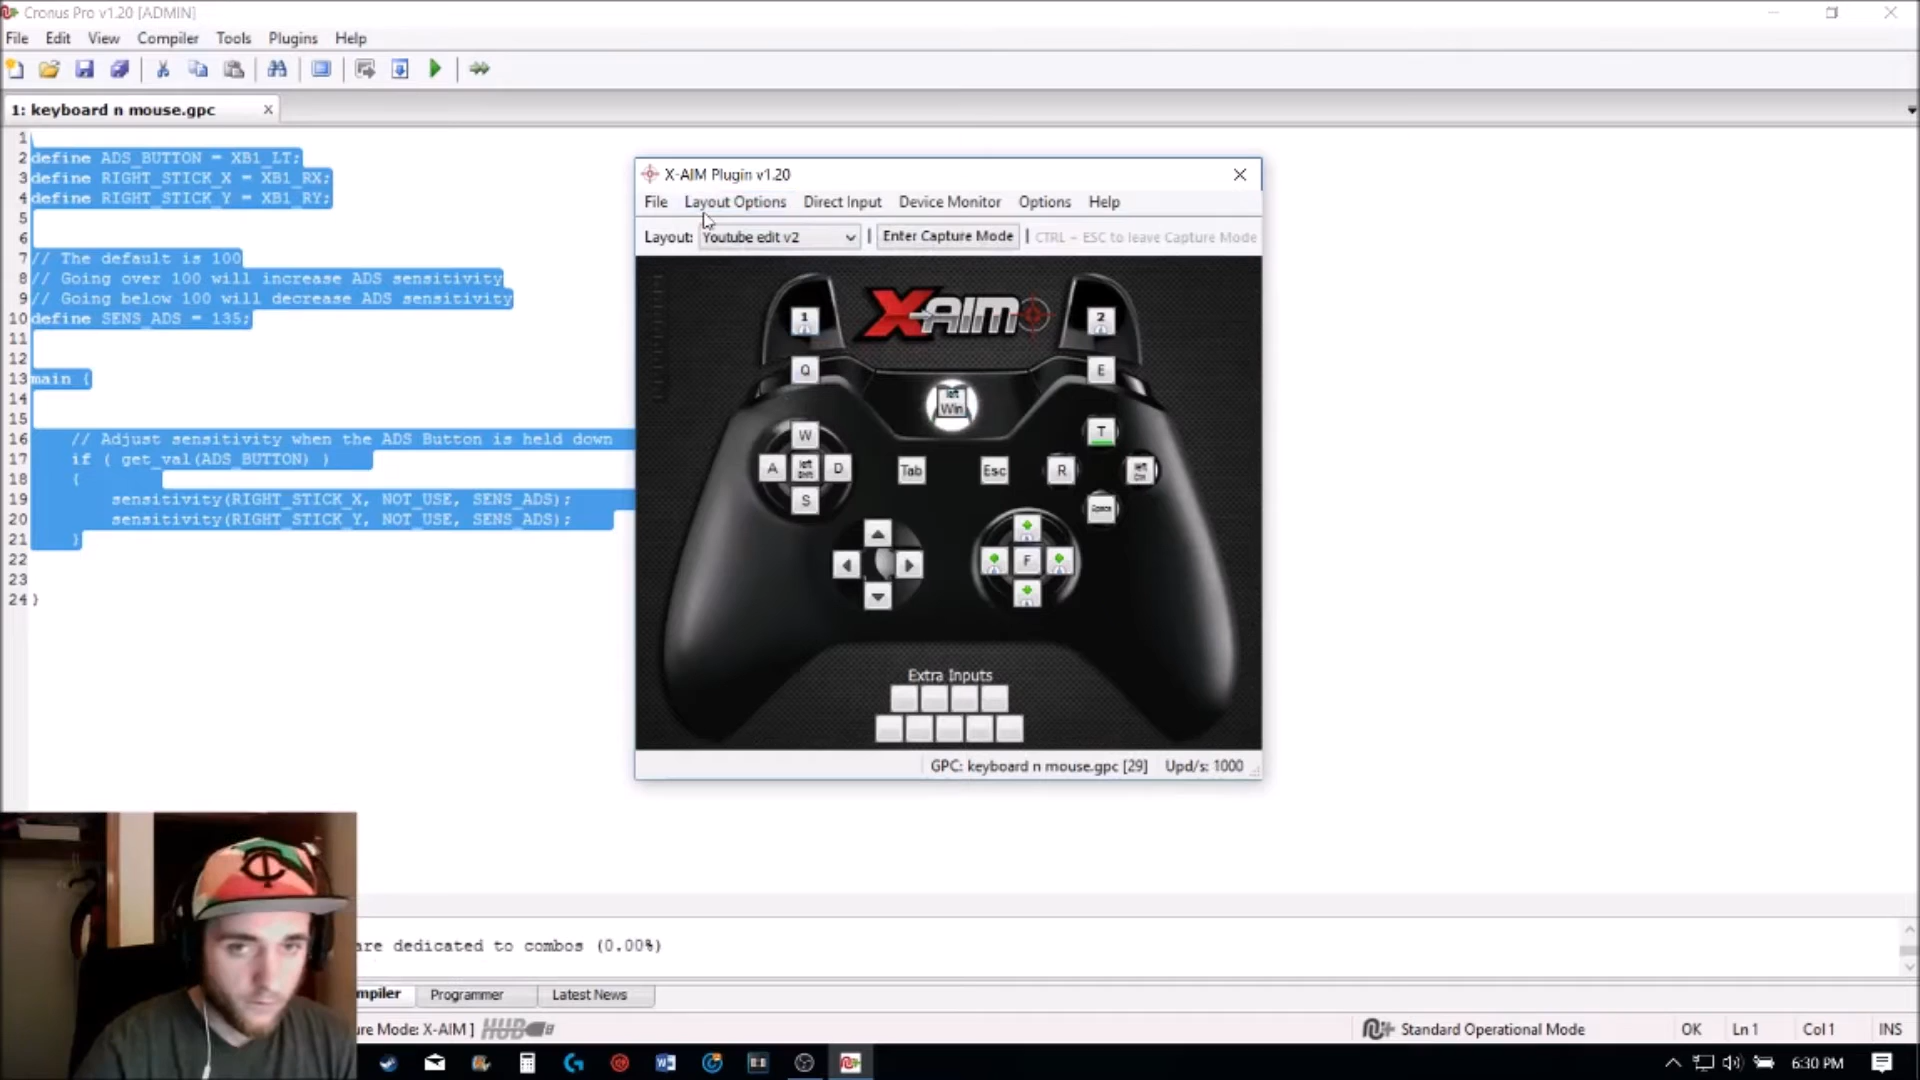 Cronus Pro v1.20 [ADMIN]
File Edit View Compiler Tools Plugins Help
1: keyboard n mouse.gpc
1
2 define ADS_BUTTON = XB1_LT;
3 define RIGHT_STICK_X = XB1_RX;
4 define RIGHT_STICK_Y = XB1_RY;
5
6
7 // The default is 100
8 // Going over 100 will increase ADS sensitivity
9 // Going below 100 will decrease ADS sensitivity
10 define SENS_ADS = 135;
11
12
13 main {
14
15
16 // Adjust sensitivity when the ADS Button is held down
17 if ( get_val(ADS_BUTTON) )
18 {
19 sensitivity(RIGHT_STICK_X, NOT_USE, SENS_ADS);
20 sensitivity(RIGHT_STICK_Y, NOT_USE, SENS_ADS);
21 }
22
23
24 }
X-AIM Plugin v1.20
File Layout Options Direct Input Device Monitor Options Help
Layout: Youtube edit v2 | Enter Capture Mode | CTRL - ESC to leave Capture Mode
X-AIM
1 2
Q E
left Win
W T
A D Tab Esc R left
S Space
F
Extra Inputs
GPC: keyboard n mouse.gpc [29] Upd/s: 1000
are dedicated to combos (0.00%)
mpiler Programmer Latest News
ure Mode: X-AIM ] HUB Standard Operational Mode OK Ln 1 Col 1 INS
6:30 PM